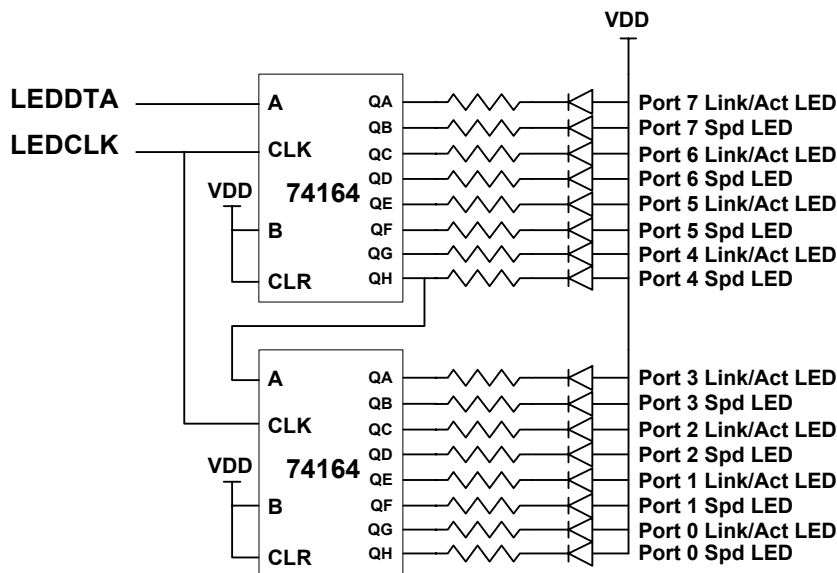 VDD
LEDDTA A QA Port 7 Link/Act LED
QB Port 7 Spd LED
LEDCLK CLK QC Port 6 Link/Act LED
QD Port 6 Spd LED
VDD 74164 QE Port 5 Link/Act LED
B QF Port 5 Spd LED
QG Port 4 Link/Act LED
CLR QH Port 4 Spd LED
A QA Port 3 Link/Act LED
QB Port 3 Spd LED
CLK QC Port 2 Link/Act LED
QD Port 2 Spd LED
VDD 74164 QE Port 1 Link/Act LED
B QF Port 1 Spd LED
QG Port 0 Link/Act LED
CLR QH Port 0 Spd LED